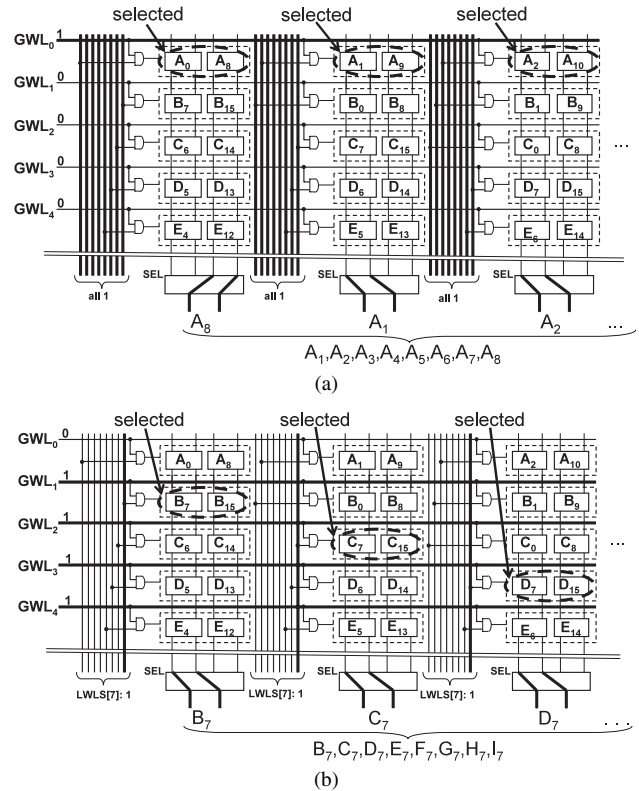 selected selected selected
GWL₀ 1 A₀ A₈ A₁ A₉ A₂ A₁₀
GWL₁ 0 B₇ B₁₅ B₀ B₈ B₁ B₉
GWL₂ 0 C₆ C₁₄ C₇ C₁₅ C₀ C₈ ...
GWL₃ 0 D₅ D₁₃ D₆ D₁₄ D₇ D₁₅
GWL₄ 0 E₄ E₁₂ E₅ E₁₃ E₆ E₁₄
SEL SEL SEL
all 1 all 1 all 1
A₈ A₁ A₂ ...
A₁,A₂,A₃,A₄,A₅,A₆,A₇,A₈
(a)
selected selected selected
GWL₀ 0 A₀ A₈ A₁ A₉ A₂ A₁₀
GWL₁ 1 B₇ B₁₅ B₀ B₈ B₁ B₉
GWL₂ 1 C₆ C₁₄ C₇ C₁₅ C₀ C₈ ...
GWL₃ 1 D₅ D₁₃ D₆ D₁₄ D₇ D₁₅
GWL₄ 1 E₄ E₁₂ E₅ E₁₃ E₆ E₁₄
SEL SEL SEL
LWLS[7]: 1 LWLS[7]: 1 LWLS[7]: 1
B₇ C₇ D₇ . . .
B₇,C₇,D₇,E₇,F₇,G₇,H₇,I₇
(b)